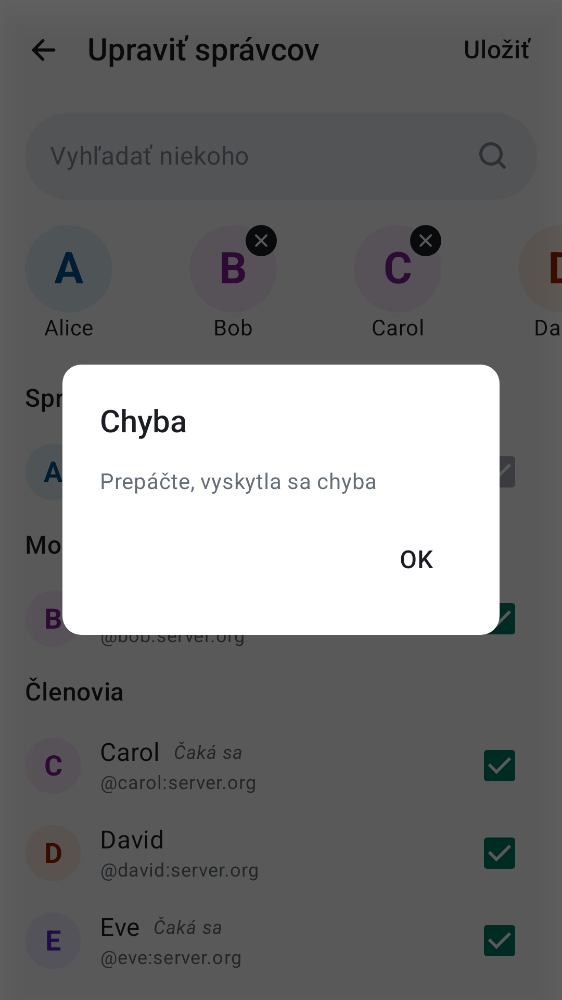 Upraviť správcov
Uložiť
Vyhľadať niekoho
A
B
C
D
Alice
Bob
Carol
Da
Spr
Chyba
A
Prepáčte, vyskytla sa chyba
Mo
OK
B
@bob:server.org
Členovia
C
Carol Čaká sa
@carol:server.org
D
David
@david:server.org
E
Eve Čaká sa
@eve:server.org